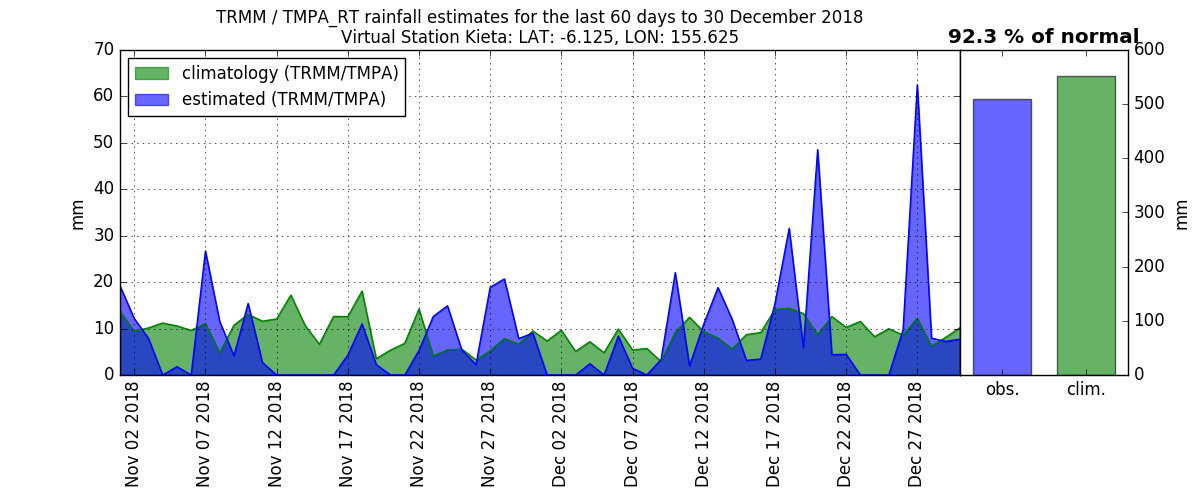 TRMM / TMPA_RT rainfall estimates for the last 60 days to 30 December 2018
Virtual Station Kieta: LAT: -6.125, LON: 155.625
92.3 % of normal
climatology (TRMM/TMPA)
estimated (TRMM/TMPA)
70
60
50
40
30
20
10
0
mm
Nov 02 2018
Nov 07 2018
Nov 12 2018
Nov 17 2018
Nov 22 2018
Nov 27 2018
Dec 02 2018
Dec 07 2018
Dec 12 2018
Dec 17 2018
Dec 22 2018
Dec 27 2018
obs.
clim.
600
500
400
300
200
100
0
mm